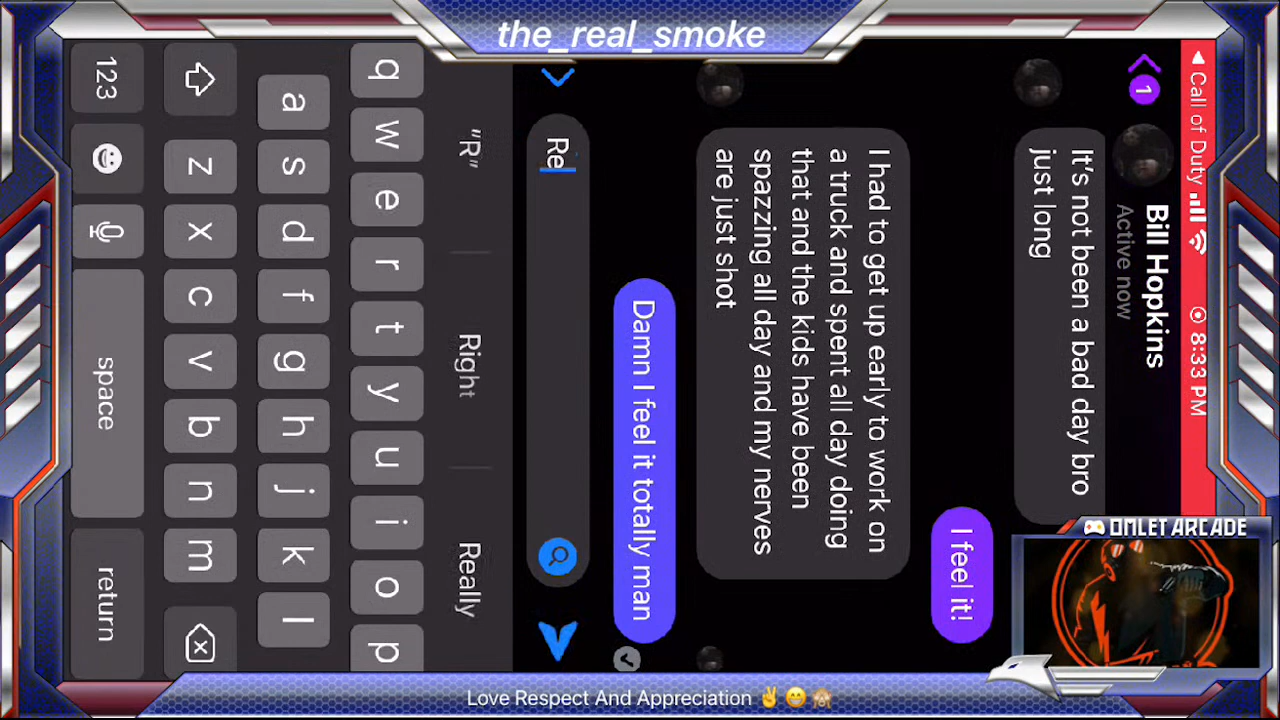 the_real_smoke
◀ Call of Duty
8:33 PM
1
Bill Hopkins
Active now
It's not been a bad day bro
just long
I feel it!
I had to get up early to work on
a truck and spent all day doing
that and the kids have been
spazzing all day and my nerves
are just shot
Damn I feel it totally man
Re
"R" Right Really
q w e r t y u i o p
a s d f g h j k l
z x c v b n m
123 space return
OMLET ARCADE
Love Respect And Appreciation ✌️😁🙈